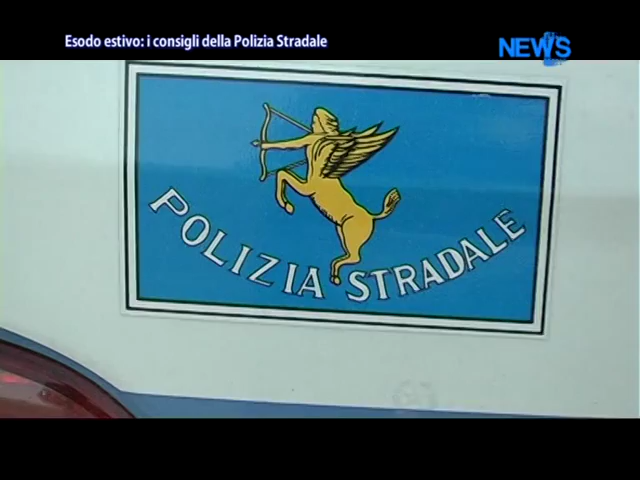 Esodo estivo: i consigli della Polizia Stradale
NEWS
POLIZIA STRADALE